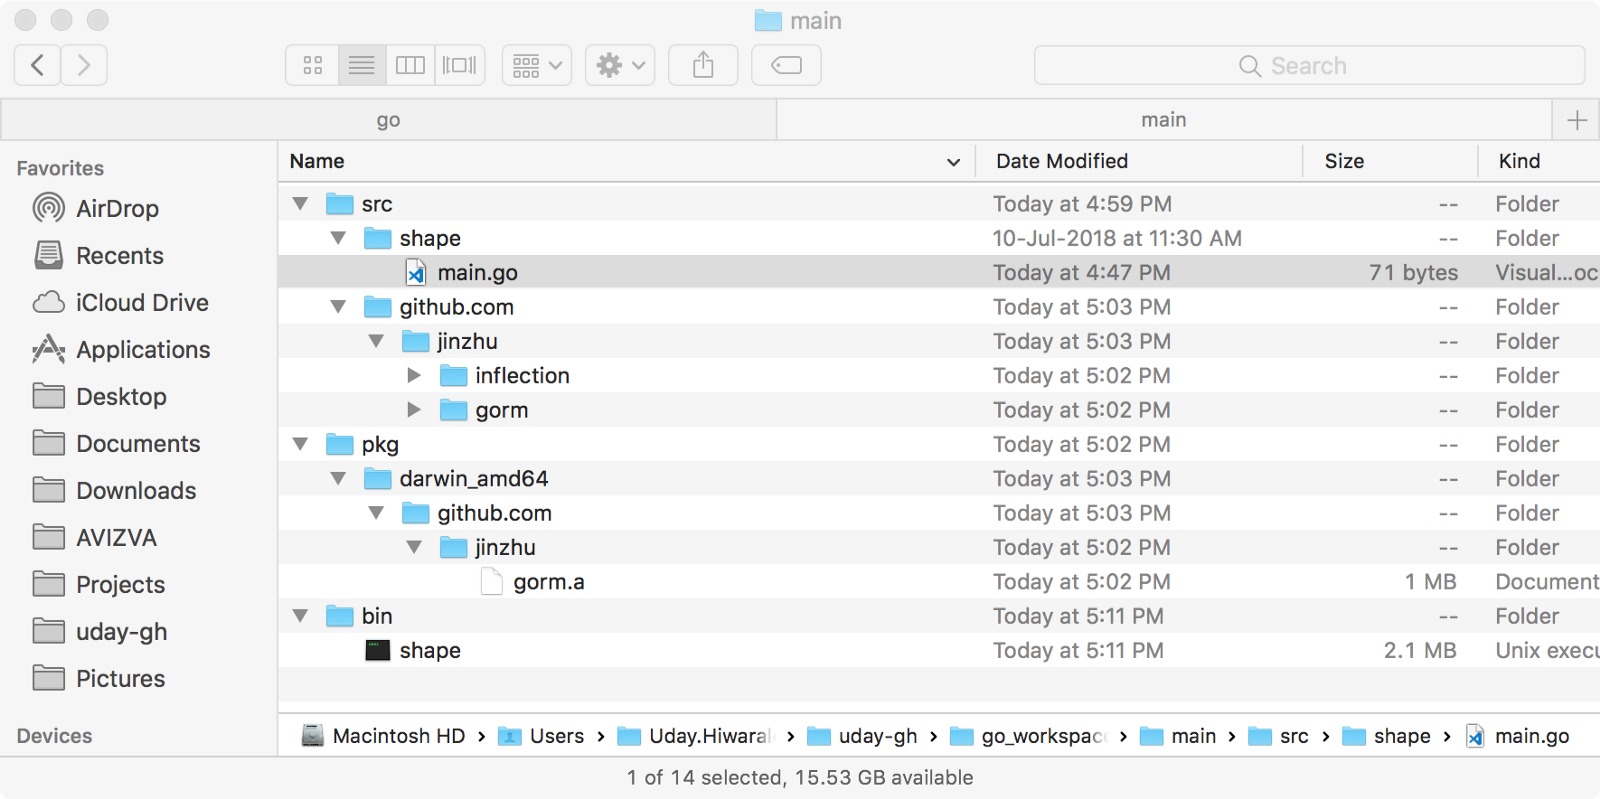 main
Search
go main
Favorites
AirDrop
Recents
iCloud Drive
Applications
Desktop
Documents
Downloads
AVIZVA
Projects
uday-gh
Pictures
Devices
Name Date Modified Size Kind
src Today at 4:59 PM -- Folder
shape 10-Jul-2018 at 11:30 AM -- Folder
main.go Today at 4:47 PM 71 bytes Visual...oc
github.com Today at 5:03 PM -- Folder
jinzhu Today at 5:03 PM -- Folder
inflection Today at 5:02 PM -- Folder
gorm Today at 5:02 PM -- Folder
pkg Today at 5:02 PM -- Folder
darwin_amd64 Today at 5:03 PM -- Folder
github.com Today at 5:03 PM -- Folder
jinzhu Today at 5:02 PM -- Folder
gorm.a Today at 5:02 PM 1 MB Document
bin Today at 5:11 PM -- Folder
shape Today at 5:11 PM 2.1 MB Unix execu
Macintosh HD › Users › Uday.Hiwaral › uday-gh › go_workspac › main › src › shape › main.go
1 of 14 selected, 15.53 GB available